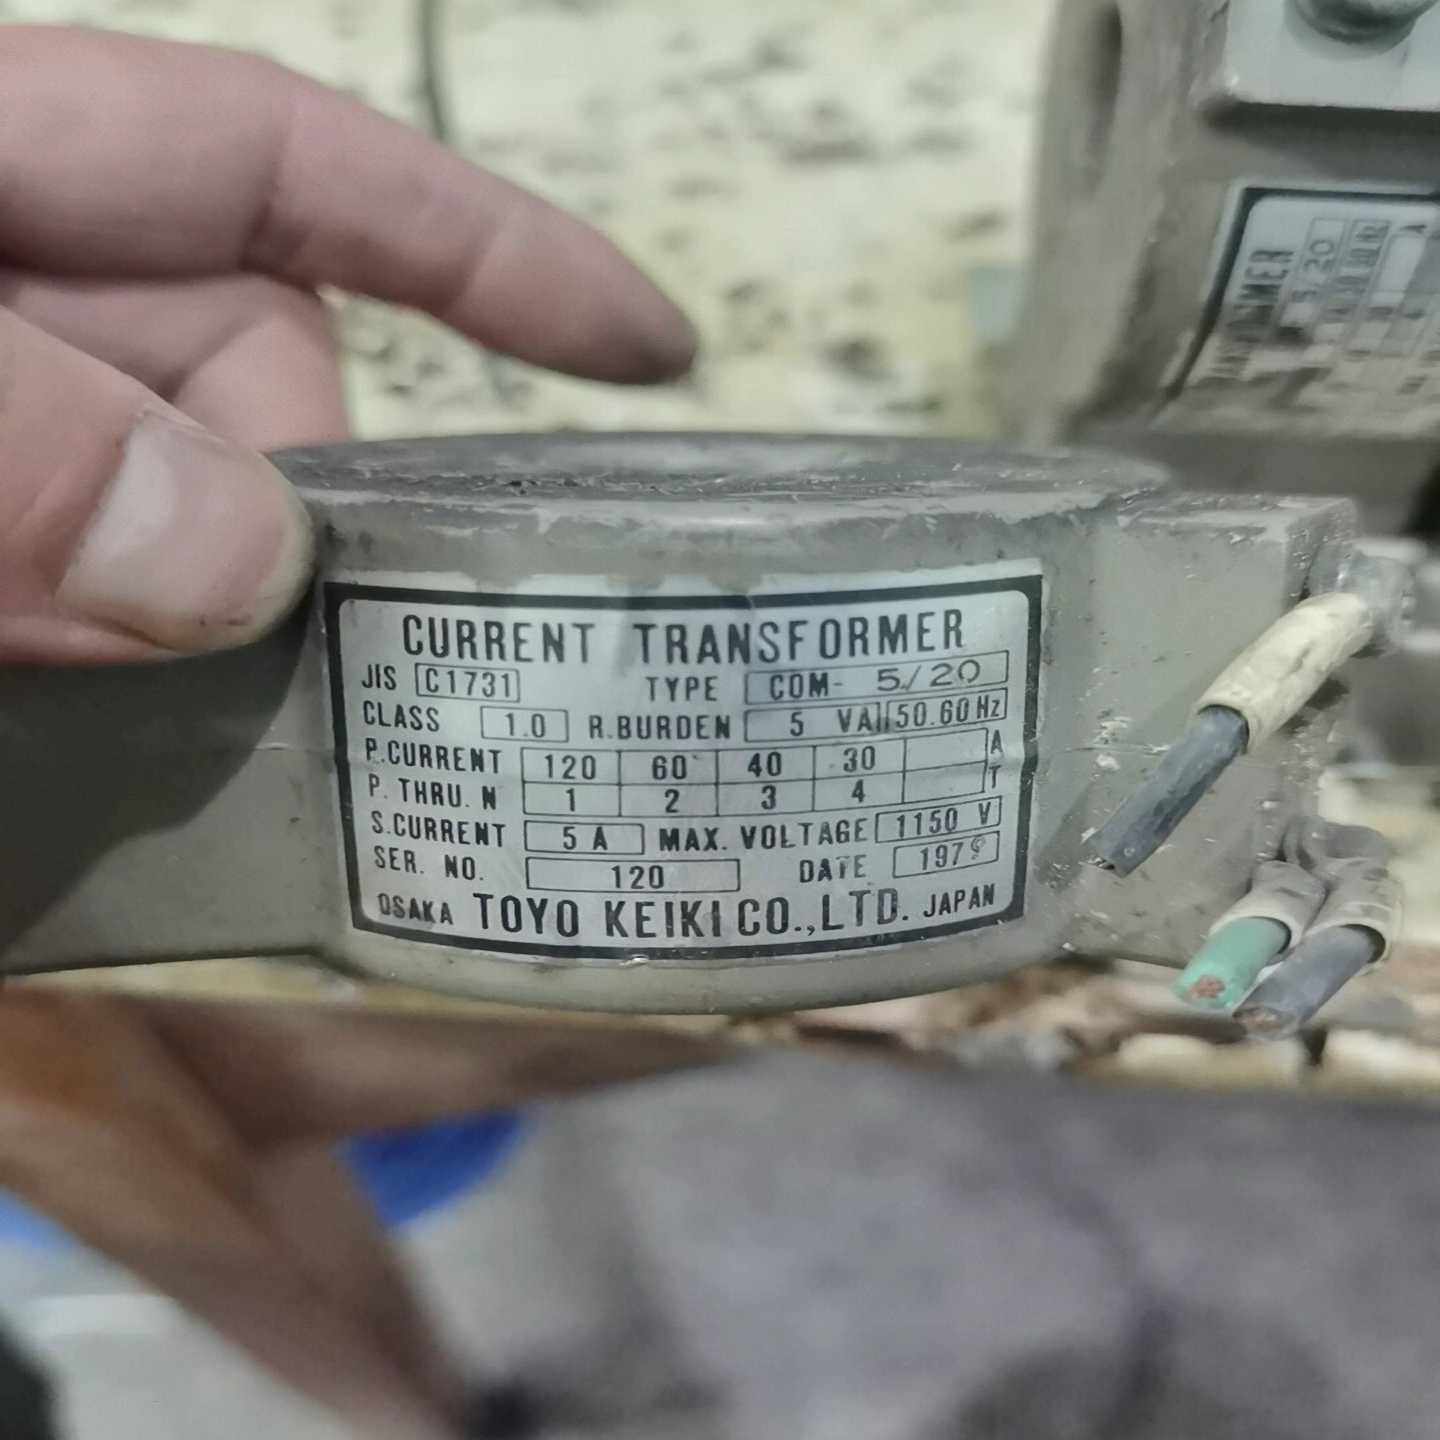 CURRENT TRANSFORMER
JIS C1731 TYPE COM- 5/20
CLASS 1.0 R.BURDEN 5 VA 50.60 Hz
P.CURRENT 120 60 40 30 A
P. THRU. N 1 2 3 4 T
S.CURRENT 5 A MAX. VOLTAGE 1150 V
SER. NO. 120 DATE
OSAKA TOYO KEIKI CO., LTD. JAPAN
5/20